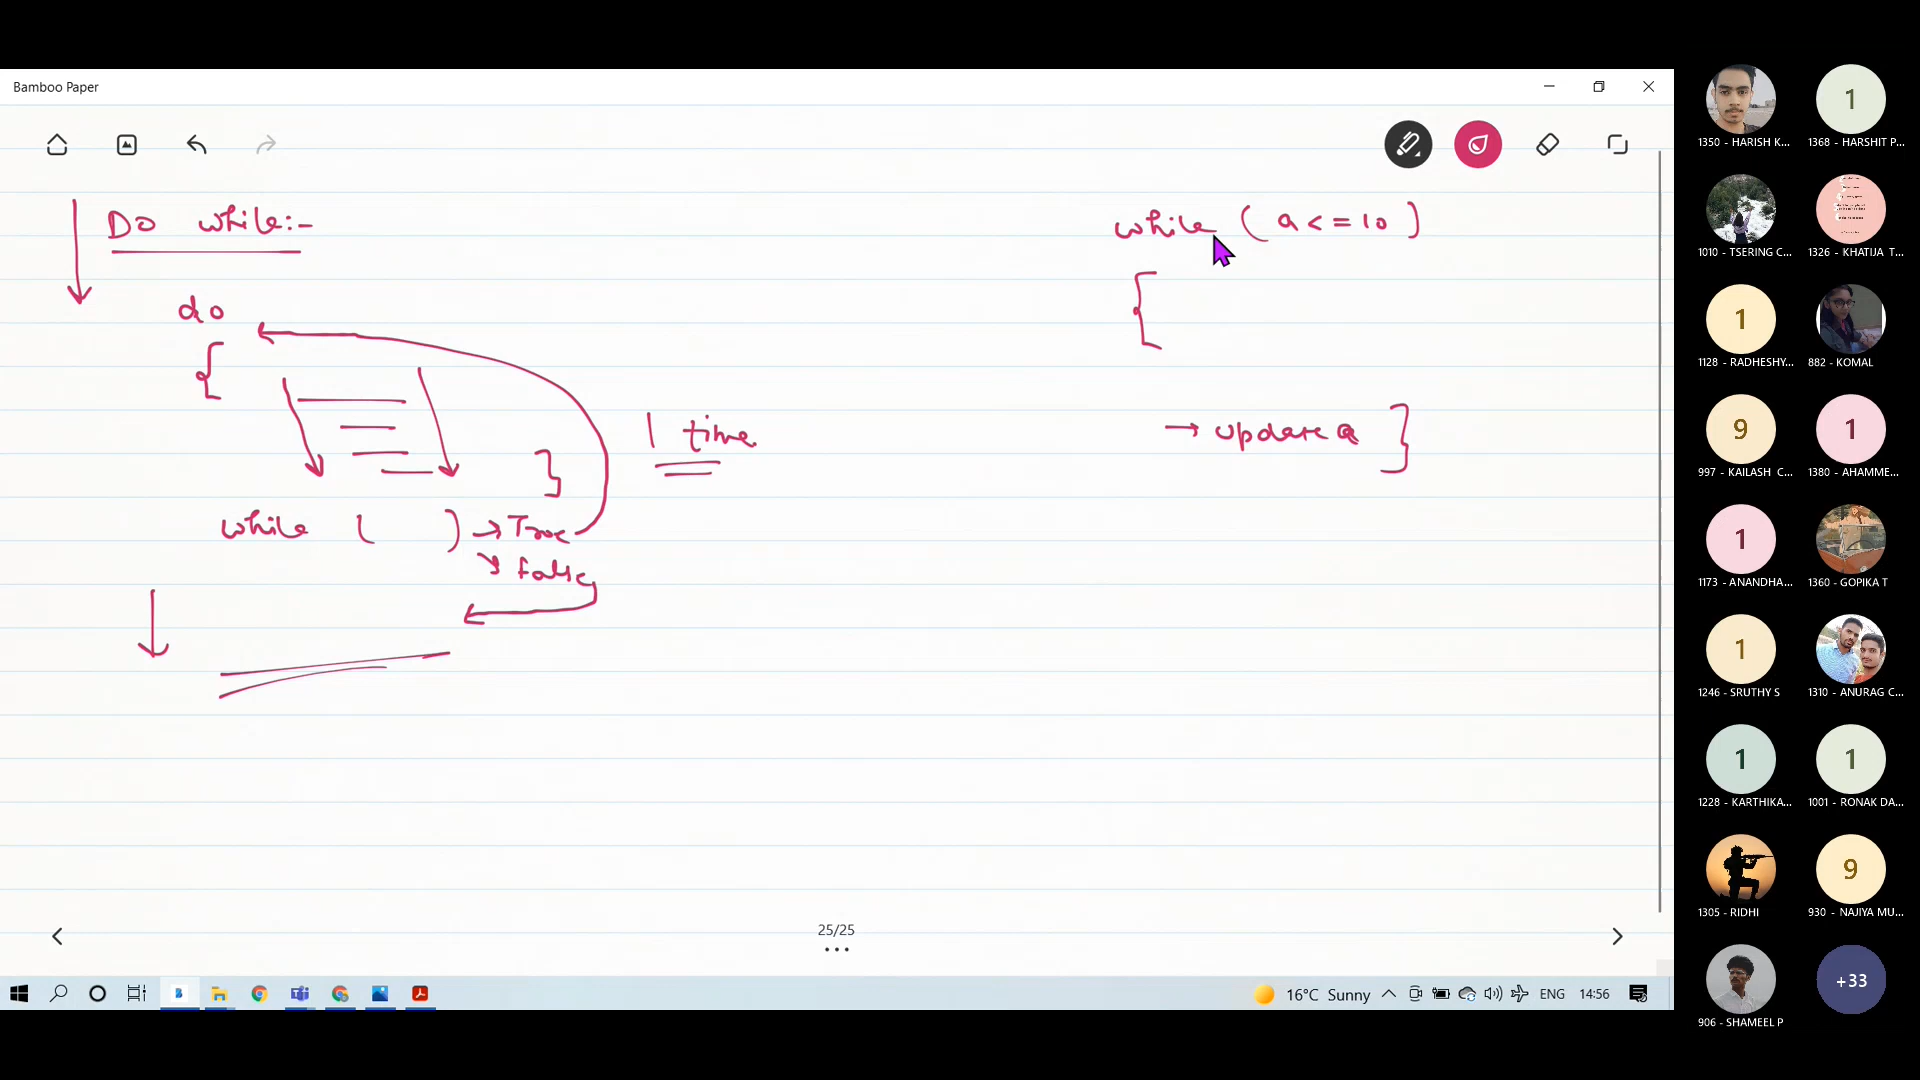 Bamboo Paper
Do while:-
do
{
}
1 time
while ( ) → True
↘ false
while ( a <= 10 )
{
→ update a }
25/25
16°C Sunny
ENG
14:56
1350 - HARISH K...
1
1368 - HARSHIT P...
1010 - TSERING C...
1326 - KHATIJA T...
1
1128 - RADHESHY...
882 - KOMAL
9
997 - KAILASH C...
1
1380 - AHAMME...
1
1173 - ANANDHA...
1360 - GOPIKA T
1
1246 - SRUTHY S
1310 - ANURAG C...
1
1228 - KARTHIKA...
1
1001 - RONAK DA...
1305 - RIDHI
9
930 - NAJIYA MU...
906 - SHAMEEL P
+33